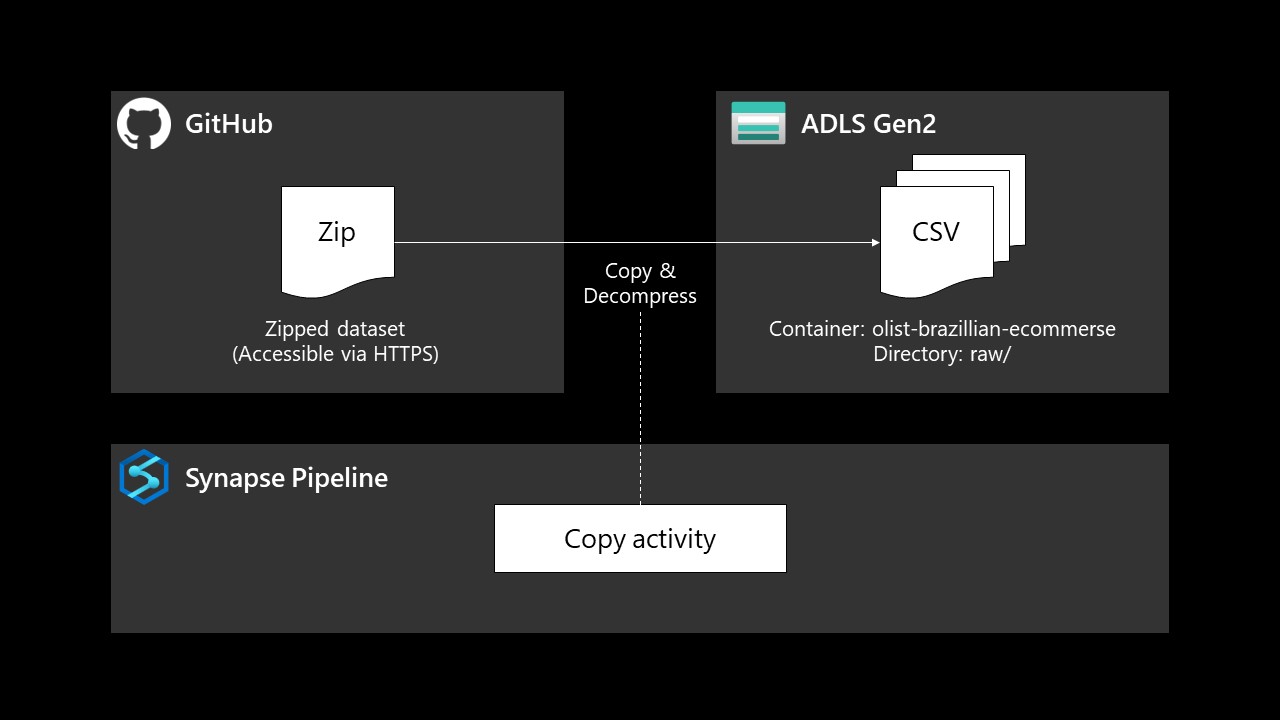 GitHub
Zip
Zipped dataset
(Accessible via HTTPS)
Copy &
Decompress
ADLS Gen2
CSV
Container: olist-brazillian-ecommerse
Directory: raw/
Synapse Pipeline
Copy activity